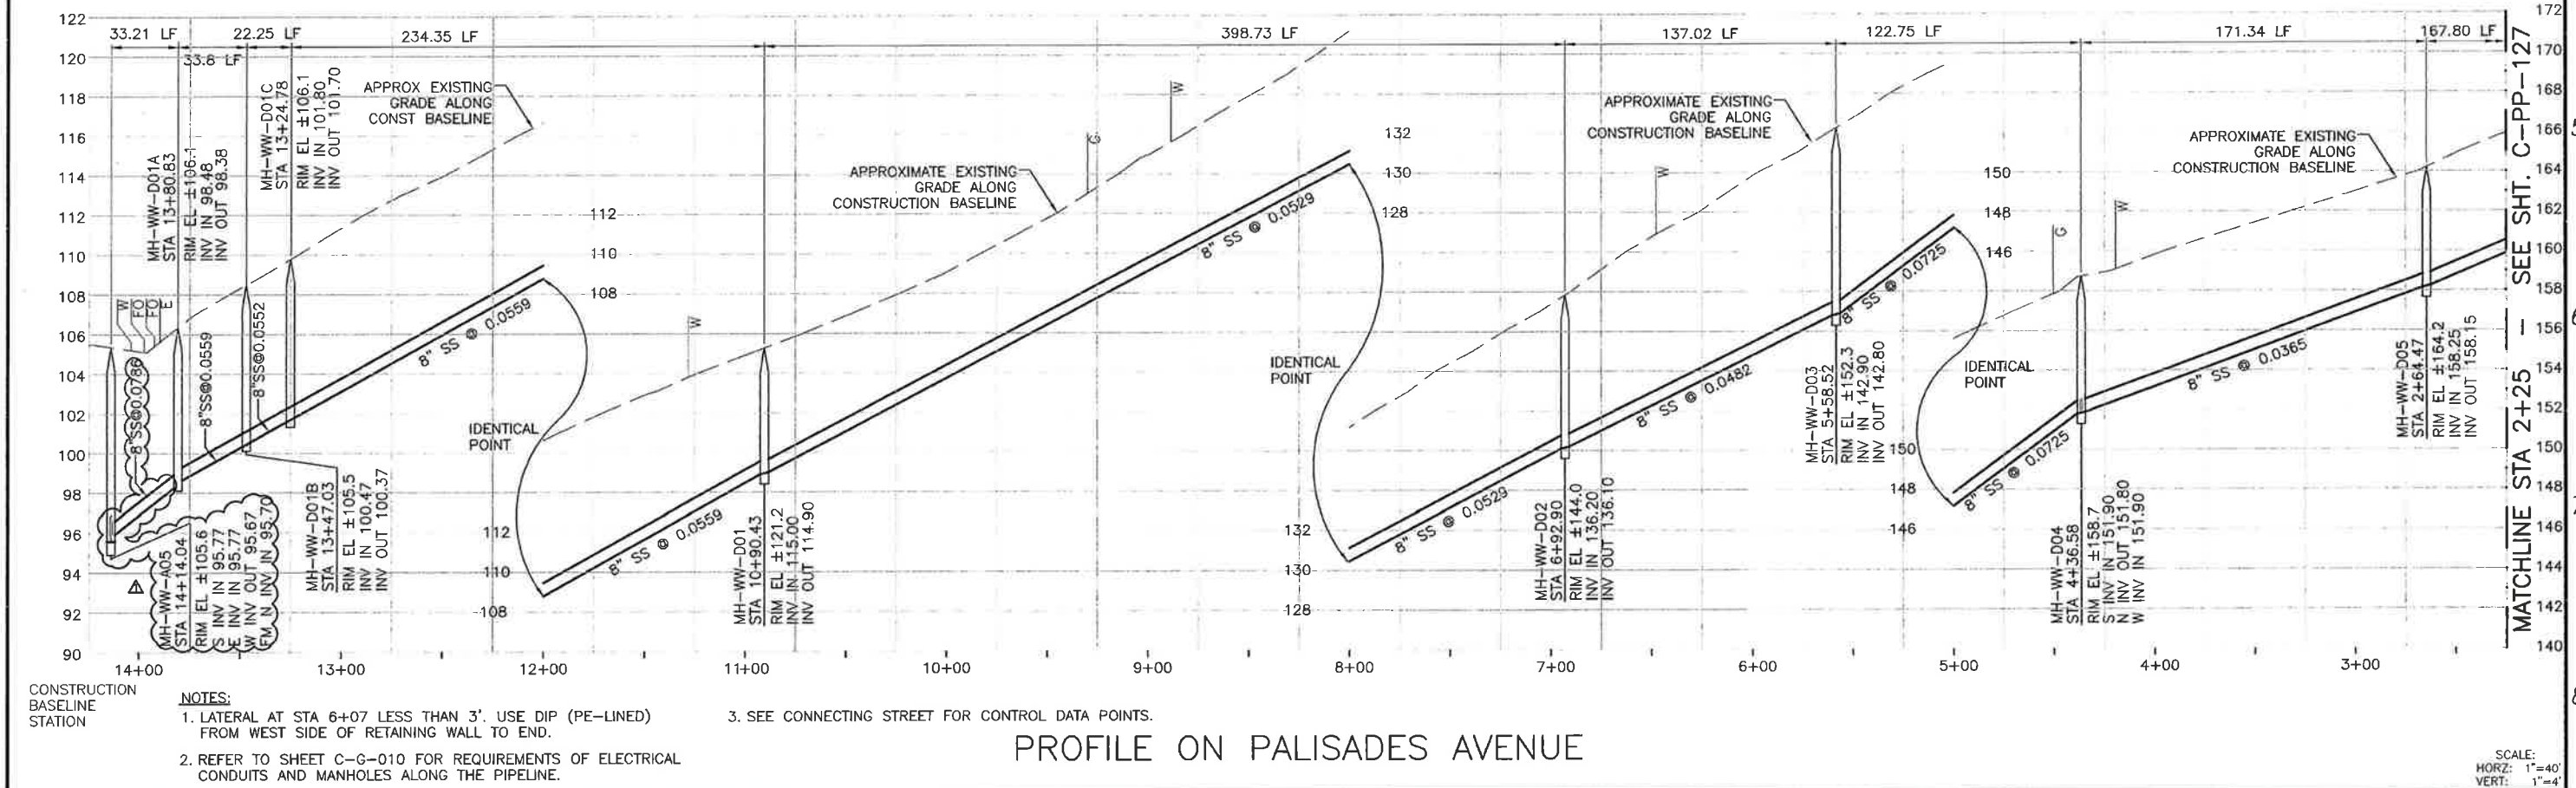 122
120
118
116
114
112
110
108
106
104
102
100
98
96
94
92
90
33.21 LF
33.8 LF
22.25 LF
234.35 LF
398.73 LF
137.02 LF
122.75 LF
171.34 LF
167.80 LF
MH-WW-D01A
STA 13+80.83
RIM EL ±106.1
INV IN 98.48
INV OUT 98.38
MH-WW-D01C
STA 13+24.78
RIM EL ±106.1
INV IN 101.80
INV OUT 101.70
APPROX EXISTING
GRADE ALONG
CONST BASELINE
W
FO
FO
E
8"SS@0.0786
8"SS@0.0559
8"SS@0.0552
8" SS @ 0.0559
112
110
108
IDENTICAL
POINT
112
110
108
MH-WW-A05
STA 14+14.04
RIM EL ±105.6
S INV IN 95.77
E INV IN 95.77
W INV OUT 95.67
FM N INV IN 95.70
1
MH-WW-D01B
STA 13+47.03
RIM EL ±105.5
INV IN 100.47
INV OUT 100.37
W
8" SS @ 0.0559
MH-WW-D01
STA 10+90.43
RIM EL ±121.2
INV IN 115.00
INV OUT 114.90
APPROXIMATE EXISTING
GRADE ALONG
CONSTRUCTION BASELINE
G
W
8" SS @ 0.0529
132
130
128
IDENTICAL
POINT
132
130
128
8" SS @ 0.0529
MH-WW-D02
STA 6+92.90
RIM EL ±144.0
INV IN 136.20
INV OUT 136.10
APPROXIMATE EXISTING
GRADE ALONG
CONSTRUCTION BASELINE
W
8" SS @ 0.0482
MH-WW-D03
STA 5+58.52
RIM EL ±152.3
INV IN 142.90
INV OUT 142.80
8" SS @ 0.0725
150
148
146
IDENTICAL
POINT
150
148
146
8" SS @ 0.0725
G
W
MH-WW-D04
STA 4+36.58
RIM EL ±158.7
S INV IN 151.90
N INV OUT 151.80
W INV IN 151.90
APPROXIMATE EXISTING
GRADE ALONG
CONSTRUCTION BASELINE
8" SS @ 0.0365
MH-WW-D05
STA 2+64.47
RIM EL ±164.2
INV IN 158.25
INV OUT 158.15
MATCHLINE STA 2+25 — SEE SHT. C-PP-127
172
170
168
166
164
162
160
158
156
154
152
150
148
146
144
142
140
14+00
13+00
12+00
11+00
10+00
9+00
8+00
7+00
6+00
5+00
4+00
3+00
CONSTRUCTION
BASELINE
STATION
NOTES:
1. LATERAL AT STA 6+07 LESS THAN 3'. USE DIP (PE-LINED)
FROM WEST SIDE OF RETAINING WALL TO END.
2. REFER TO SHEET C-G-010 FOR REQUIREMENTS OF ELECTRICAL
CONDUITS AND MANHOLES ALONG THE PIPELINE.
3. SEE CONNECTING STREET FOR CONTROL DATA POINTS.
PROFILE ON PALISADES AVENUE
SCALE:
HORZ: 1"=40'
VERT: 1"=4'